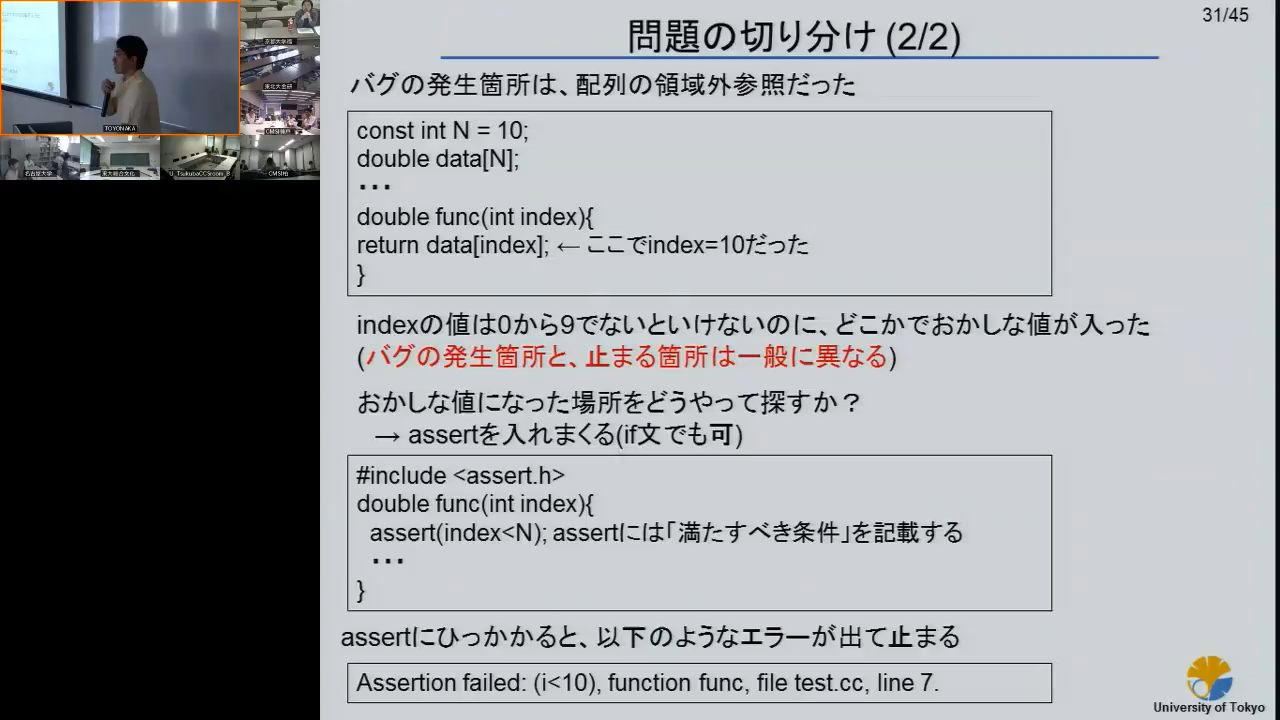 31/45
問題の切り分け (2/2)
バグの発生箇所は、配列の領域外参照だった
const int N = 10;
double data[N];
・・・
double func(int index){
return data[index]; ← ここでindex=10だった
}
indexの値は0から9でないといけないのに、どこかでおかしな値が入った
(バグの発生箇所と、止まる箇所は一般に異なる)
おかしな値になった場所をどうやって探すか？
→ assertを入れまくる(if文でも可)
#include <assert.h>
double func(int index){
assert(index<N); assertには「満たすべき条件」を記載する
・・・
}
assertにひっかかると、以下のようなエラーが出て止まる
Assertion failed: (i<10), function func, file test.cc, line 7.
University of Tokyo
TOYONAKA
名古屋大学
U_TsukubaCCSroom_B